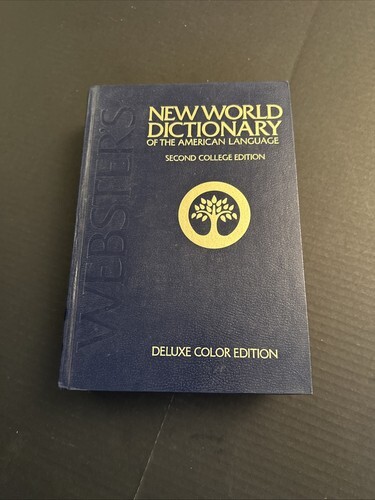 WEBSTER'S
NEW WORLD
DICTIONARY
OF THE AMERICAN LANGUAGE
SECOND COLLEGE EDITION
DELUXE COLOR EDITION